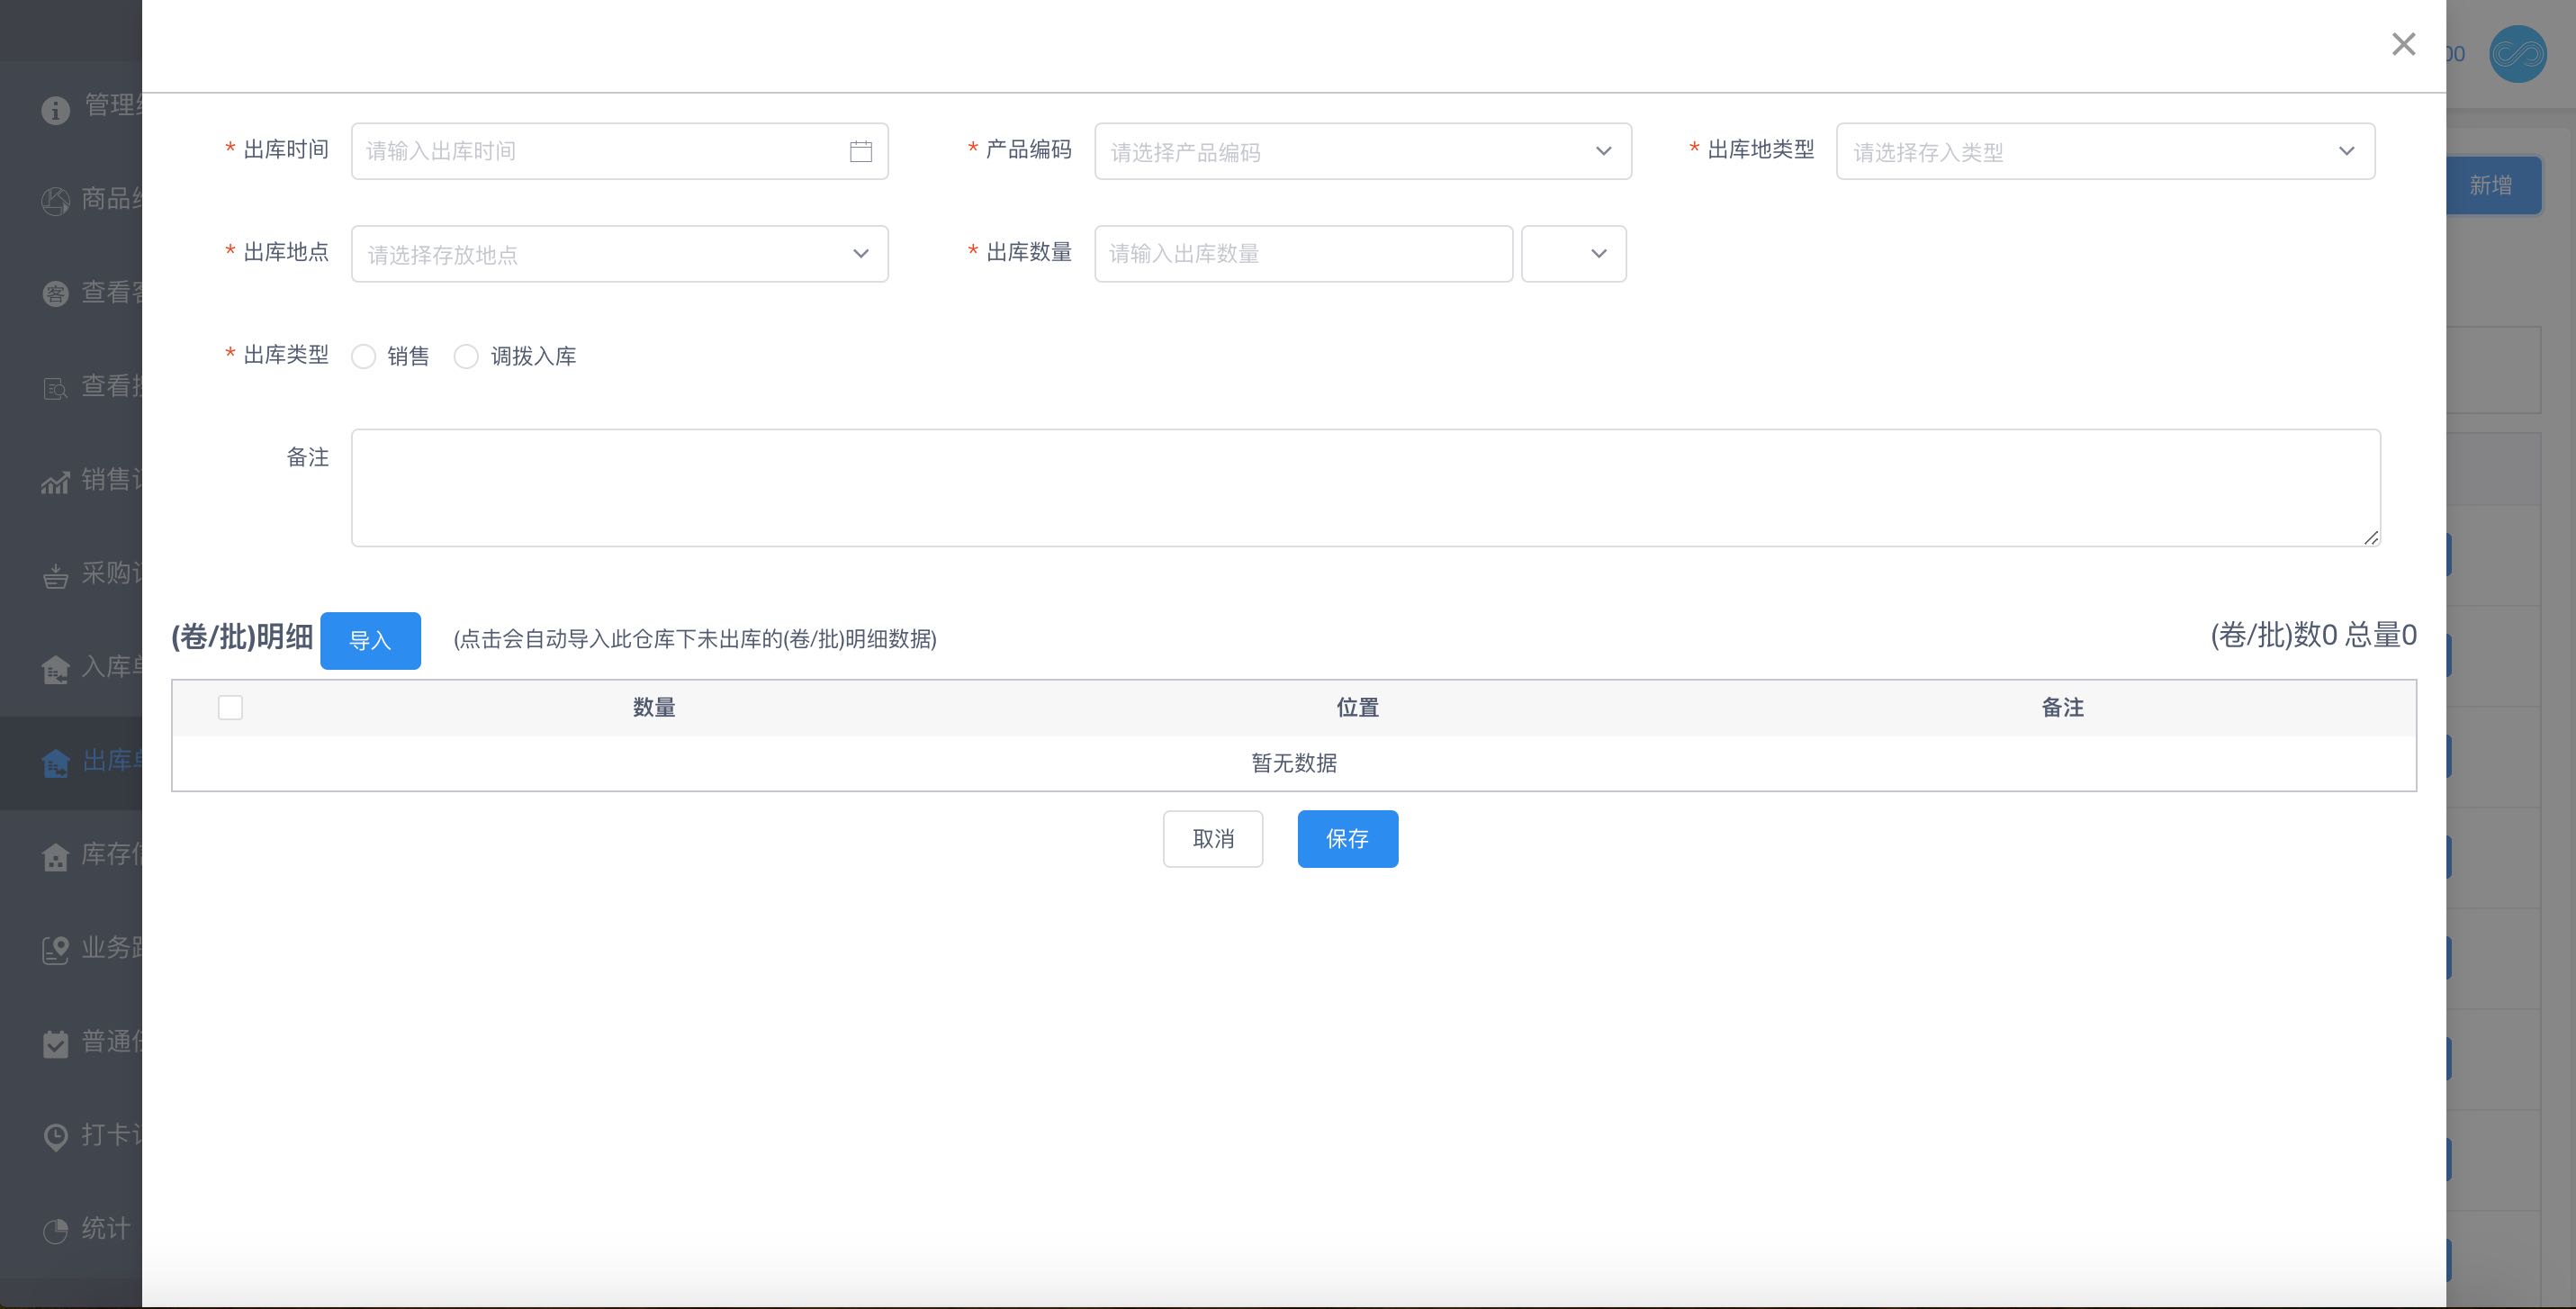 00
管理
* 出库时间 请输入出库时间 * 产品编码 请选择产品编码 * 出库地类型 请选择存入类型
商品
新增
* 出库地点 请选择存放地点 * 出库数量 请输入出库数量
查看
* 出库类型 销售 调拨入库
查看
备注
销售
采购
(卷/批)明细 导入 (点击会自动导入此仓库下未出库的(卷/批)明细数据) (卷/批)数0 总量0
入库
数量 位置 备注
出库
暂无数据
取消 保存
库存
业务
普通
打卡
统计